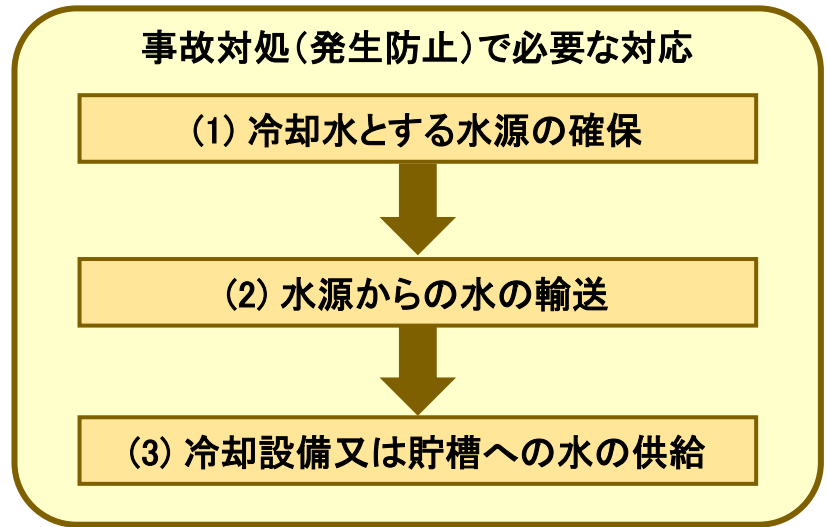 事故対処(発生防止)で必要な対応
(1) 冷却水とする水源の確保
(2) 水源からの水の輸送
(3) 冷却設備又は貯槽への水の供給